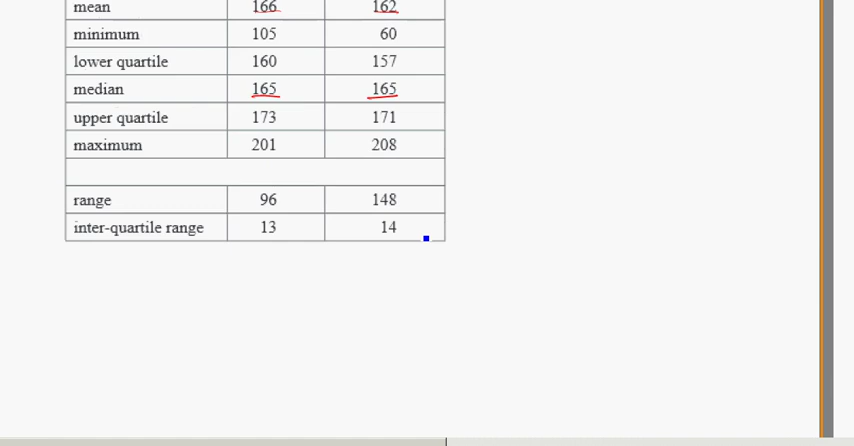 mean 166 162
minimum 105 60
lower quartile 160 157
median 165 165
upper quartile 173 171
maximum 201 208
range 96 148
inter-quartile range 13 14